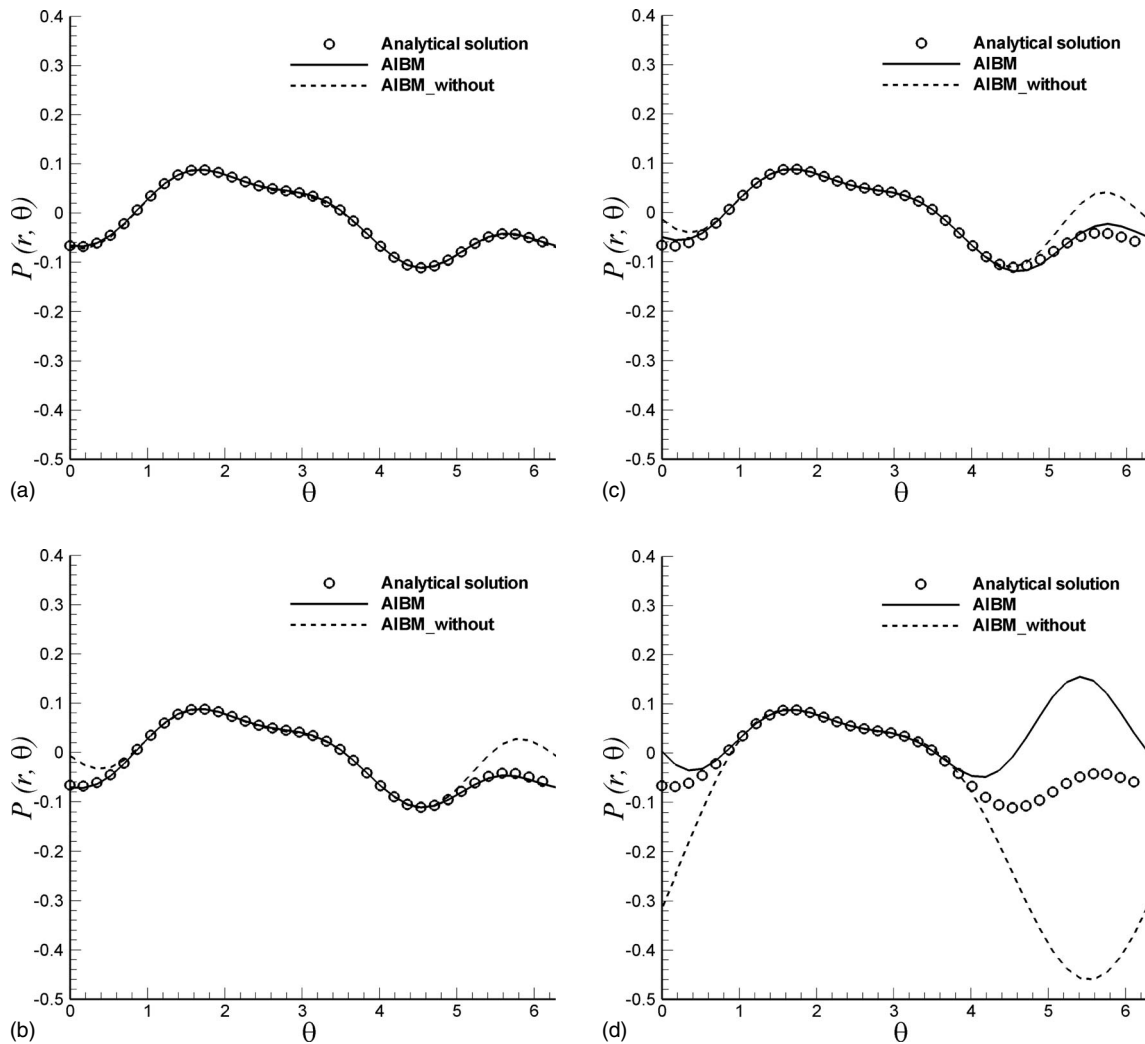 0.4
0.3
0.2
0.1
0
-0.1
-0.2
-0.3
-0.4
-0.5
P (r, θ)
Analytical solution
AIBM
AIBM_without
0 1 2 3 4 5 6
θ
(a)
0.4
0.3
0.2
0.1
0
-0.1
-0.2
-0.3
-0.4
-0.5
P (r, θ)
Analytical solution
AIBM
AIBM_without
0 1 2 3 4 5 6
θ
(c)
0.4
0.3
0.2
0.1
0
-0.1
-0.2
-0.3
-0.4
-0.5
P (r, θ)
Analytical solution
AIBM
AIBM_without
0 1 2 3 4 5 6
θ
(b)
0.4
0.3
0.2
0.1
0
-0.1
-0.2
-0.3
-0.4
-0.5
P (r, θ)
Analytical solution
AIBM
AIBM_without
0 1 2 3 4 5 6
θ
(d)